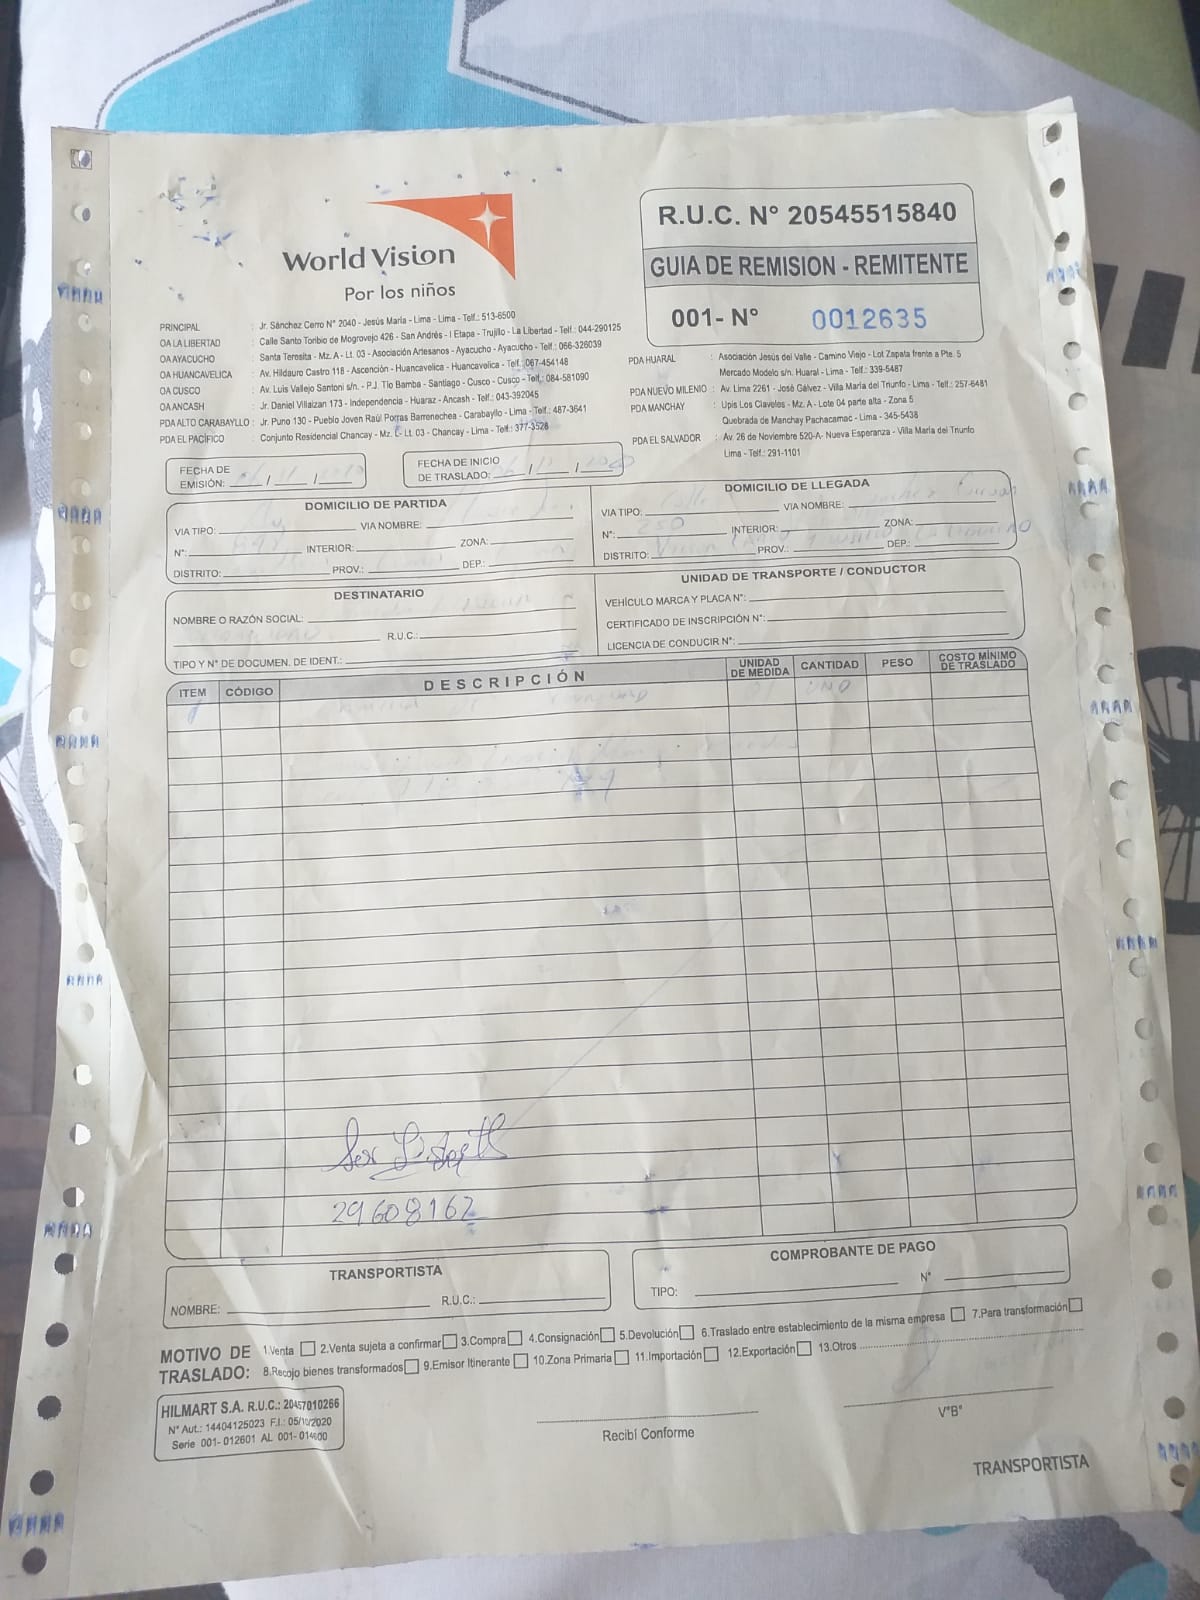 World Vision
Por los niños
R.U.C. N° 20545515840
GUIA DE REMISION - REMITENTE
001- N° 0012635
PRINCIPAL : Jr. Sánchez Cerro N° 2040 - Jesús María - Lima - Lima - Telf.: 513-6500
OA LA LIBERTAD : Calle Santo Toribio de Mogrovejo 426 - San Andrés - I Etapa - Trujillo - La Libertad - Telf.: 044-290125
OA AYACUCHO : Santa Teresita - Mz. A - Lt. 03 - Asociación Artesanos - Ayacucho - Ayacucho - Telf.: 066-326039
OA HUANCAVELICA : Av. Hildauro Castro 118 - Ascención - Huancavelica - Huancavelica - Telf.: 067-454148
OA CUSCO : Av. Luis Vallejo Santoni s/n. - P.J. Tio Bamba - Santiago - Cusco - Cusco - Telf.: 084-581090
OA ANCASH : Jr. Daniel Villaizan 173 - Independencia - Huaraz - Ancash - Telf.: 043-392045
PDA ALTO CARABAYLLO : Jr. Puno 130 - Pueblo Joven Raúl Porras Barrenechea - Carabayllo - Lima - Telf.: 487-3641
PDA EL PACÍFICO : Conjunto Residencial Chancay - Mz. L - Lt. 03 - Chancay - Lima - Telf.: 377-3528
PDA HUARAL : Asociación Jesús del Valle - Camino Viejo - Lot Zapata frente a Pte. 5
Mercado Modelo s/n. Huaral - Lima - Telf.: 339-5487
PDA NUEVO MILENIO : Av. Lima 2261 - José Gálvez - Villa María del Triunfo - Lima - Telf.: 257-6481
PDA MANCHAY : Upis Los Claveles - Mz. A - Lote 04 parte alta - Zona 5
Quebrada de Manchay Pachacamac - Lima - 345-5438
PDA EL SALVADOR : Av. 26 de Noviembre 520-A- Nueva Esperanza - Villa María del Triunfo
Lima - Telf.: 291-1101
FECHA DE
EMISIÓN: / /
FECHA DE INICIO
DE TRASLADO: / /
DOMICILIO DE PARTIDA
VIA TIPO: VIA NOMBRE:
N°: INTERIOR: ZONA:
DISTRITO: PROV.: DEP.:
DOMICILIO DE LLEGADA
VIA TIPO: Calle VIA NOMBRE:
N°: 250 INTERIOR: ZONA:
DISTRITO: PROV.: DEP.:
DESTINATARIO
NOMBRE O RAZÓN SOCIAL:
R.U.C.:
TIPO Y N° DE DOCUMEN. DE IDENT.:
UNIDAD DE TRANSPORTE / CONDUCTOR
VEHÍCULO MARCA Y PLACA N°:
CERTIFICADO DE INSCRIPCIÓN N°:
LICENCIA DE CONDUCIR N°:
ITEM CÓDIGO DESCRIPCIÓN UNIDAD DE MEDIDA CANTIDAD PESO COSTO MÍNIMO DE TRASLADO
UNO
29608162
TRANSPORTISTA
NOMBRE: R.U.C.:
COMPROBANTE DE PAGO
TIPO: N°
MOTIVO DE TRASLADO:
1.Venta 2.Venta sujeta a confirmar 3.Compra 4.Consignación 5.Devolución 6.Traslado entre establecimiento de la misma empresa 7.Para transformación
8.Recojo bienes transformados 9.Emisor Itinerante 10.Zona Primaria 11.Importación 12.Exportación 13.Otros
HILMART S.A. R.U.C.: 20457010266
N° Aut.: 14404125023 F.I.: 05/10/2020
Serie 001- 012601 AL 001- 014600
Recibí Conforme
V°B°
TRANSPORTISTA